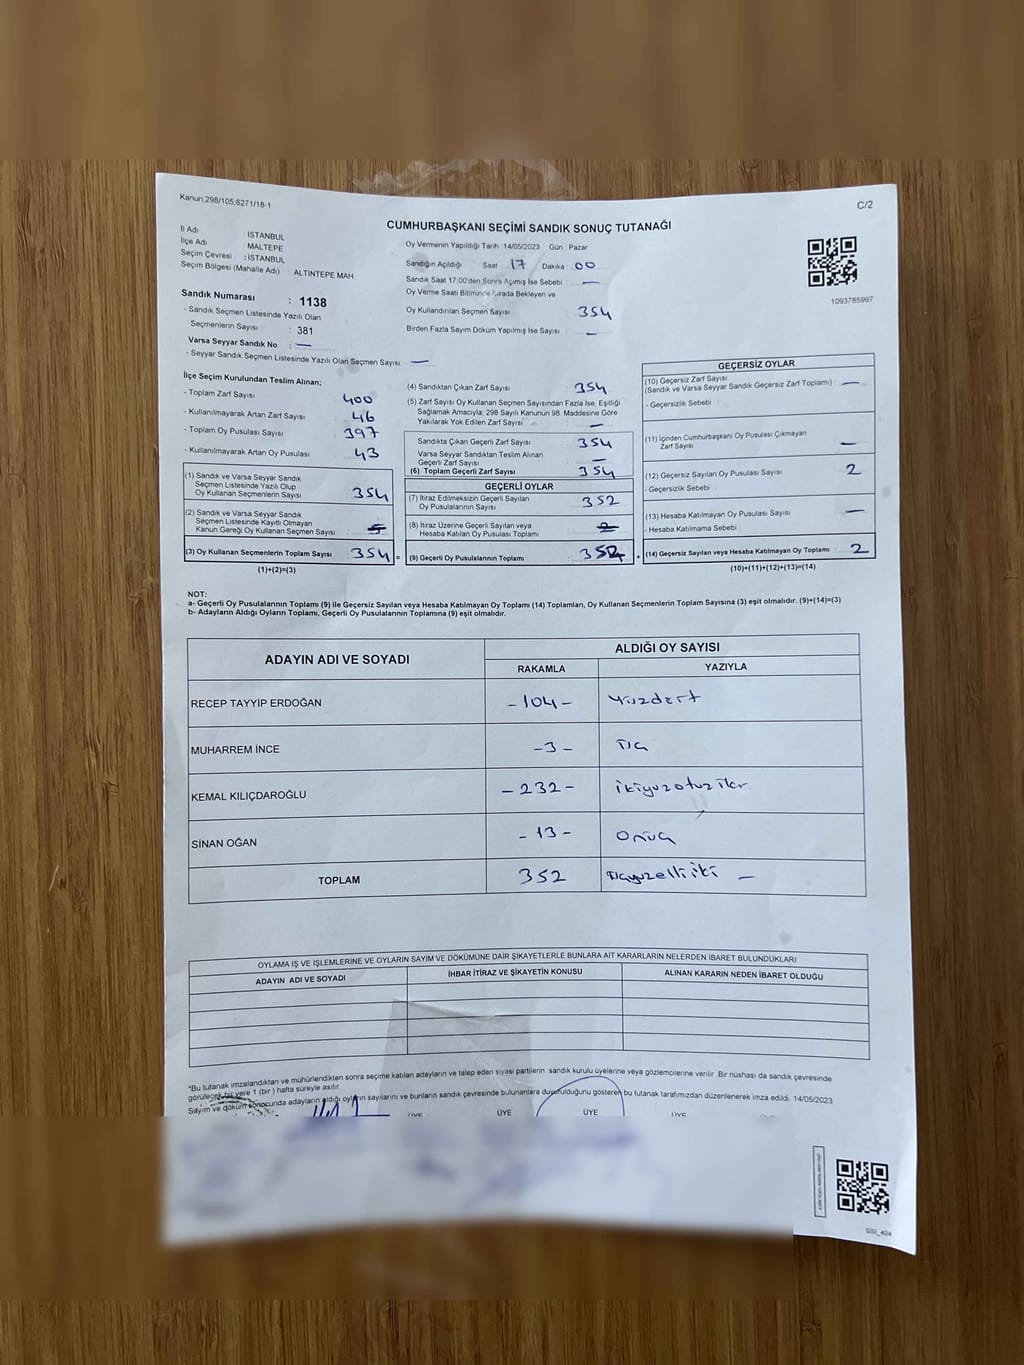 Kanun,298/105,6271/18-1
C/2
CUMHURBAŞKANI SEÇİMİ SANDIK SONUÇ TUTANAĞI
İl Adı : İSTANBUL
İlçe Adı MALTEPE
Seçim Çevresi : İSTANBUL
Seçim Bölgesi (Mahalle Adı) : ALTINTEPE MAH.
Sandık Numarası : 1138
- Sandık Seçmen Listesinde Yazılı Olan
Seçmenlerin Sayısı : 381
Varsa Seyyar Sandık No : —
- Seyyar Sandık Seçmen Listesinde Yazılı Olan Seçmen Sayısı: —
Oy Vermenin Yapıldığı Tarih : 14/05/2023 Gün : Pazar
Sandığın Açıldığı Saat : 17 Dakika : 00
Sandık Saat 17:00'den Sonra Açımış İse Sebebi : —
Oy Verme Saati Bitiminde Sırada Bekleyen ve
Oy Kullandırılan Seçmen Sayısı : 354
Birden Fazla Sayım Döküm Yapılmış İse Sayısı : —
1093785997
İlçe Seçim Kurulundan Teslim Alınan;
- Toplam Zarf Sayısı 400
- Kullanılmayarak Artan Zarf Sayısı 46
- Toplam Oy Pusulası Sayısı 397
- Kullanılmayarak Artan Oy Pusulası 43
(1) Sandık ve Varsa Seyyar Sandık
Seçmen Listesinde Yazılı Olup
Oy Kullanan Seçmenlerin Sayısı 354
(2) Sandık ve Varsa Seyyar Sandık
Seçmen Listesinde Kayıtlı Olmayan
Kanun Gereği Oy Kullanan Seçmen Sayısı
(3) Oy Kullanan Seçmenlerin Toplam Sayısı 354 =
(1)+(2)=(3)
(4) Sandıktan Çıkan Zarf Sayısı 354
(5) Zarf Sayısı Oy Kullanan Seçmen Sayısından Fazla İse, Eşitliği
Sağlamak Amacıyla; 298 Sayılı Kanunun 98. Maddesine Göre
Yakılarak Yok Edilen Zarf Sayısı —
Sandıkta Çıkan Geçerli Zarf Sayısı 354
Varsa Seyyar Sandıktan Teslim Alınan
Geçerli Zarf Sayısı —
(6) Toplam Geçerli Zarf Sayısı 354
GEÇERLİ OYLAR
(7) İtiraz Edilmeksizin Geçerli Sayılan
Oy Pusulalarının Sayısı 352
(8) İtiraz Üzerine Geçerli Sayılan veya
Hesaba Katılan Oy Pusulası Toplamı
(9) Geçerli Oy Pusulalarının Toplamı 352 +
GEÇERSİZ OYLAR
(10) Geçersiz Zarf Sayısı
(Sandık ve Varsa Seyyar Sandık Geçersiz Zarf Toplamı) : —
- Geçersizlik Sebebi :
(11) İçinden Cumhurbaşkanı Oy Pusulası Çıkmayan
Zarf Sayısı —
(12) Geçersiz Sayılan Oy Pusulası Sayısı 2
- Geçersizlik Sebebi :
(13) Hesaba Katılmayan Oy Pusulası Sayısı —
- Hesaba Katılmama Sebebi :
(14) Geçersiz Sayılan veya Hesaba Katılmayan Oy Toplamı 2
(10)+(11)+(12)+(13)=(14)
NOT:
a- Geçerli Oy Pusulalarının Toplamı (9) ile Geçersiz Sayılan veya Hesaba Katılmayan Oy Toplamı (14) Toplamları, Oy Kullanan Seçmenlerin Toplam Sayısına (3) eşit olmalıdır. (9)+(14)=(3)
b- Adayların Aldığı Oyların Toplamı, Geçerli Oy Pusulalarının Toplamına (9) eşit olmalıdır.
ADAYIN ADI VE SOYADI ALDIĞI OY SAYISI
RAKAMLA YAZIYLA
RECEP TAYYİP ERDOĞAN -104- Yüzdört
MUHARREM İNCE -3- Üç
KEMAL KILIÇDAROĞLU -232- ikiyüzotuziki
SİNAN OĞAN -13- Onüç
TOPLAM 352 Üçyüzelliiki —
OYLAMA İŞ VE İŞLEMLERİNE VE OYLARIN SAYIM VE DÖKÜMÜNE DAİR ŞİKAYETLERLE BUNLARA AİT KARARLARIN NELERDEN İBARET BULUNDUKLARI
ADAYIN ADI VE SOYADI İHBAR İTİRAZ VE ŞİKAYETİN KONUSU ALINAN KARARIN NEDEN İBARET OLDUĞU
*Bu tutanak imzalandıktan ve mühürlendikten sonra seçime katılan adayların ve talep eden siyasi partilerin sandık kurulu üyelerine veya gözlemcilerine verilir. Bir nüshası da sandık çevresinde
görülecek bir yere 1 (bir) hafta süreyle asılır.
Sayım ve döküm sonucunda adayların aldığı oyların sayılarını ve bunların sandık çevresinde bulunanlara duyurulduğunu gösteren bu tutanak tarafımızdan düzenlenerek imza edildi. 14/05/2023
ÜYE ÜYE ÜYE ÜYE